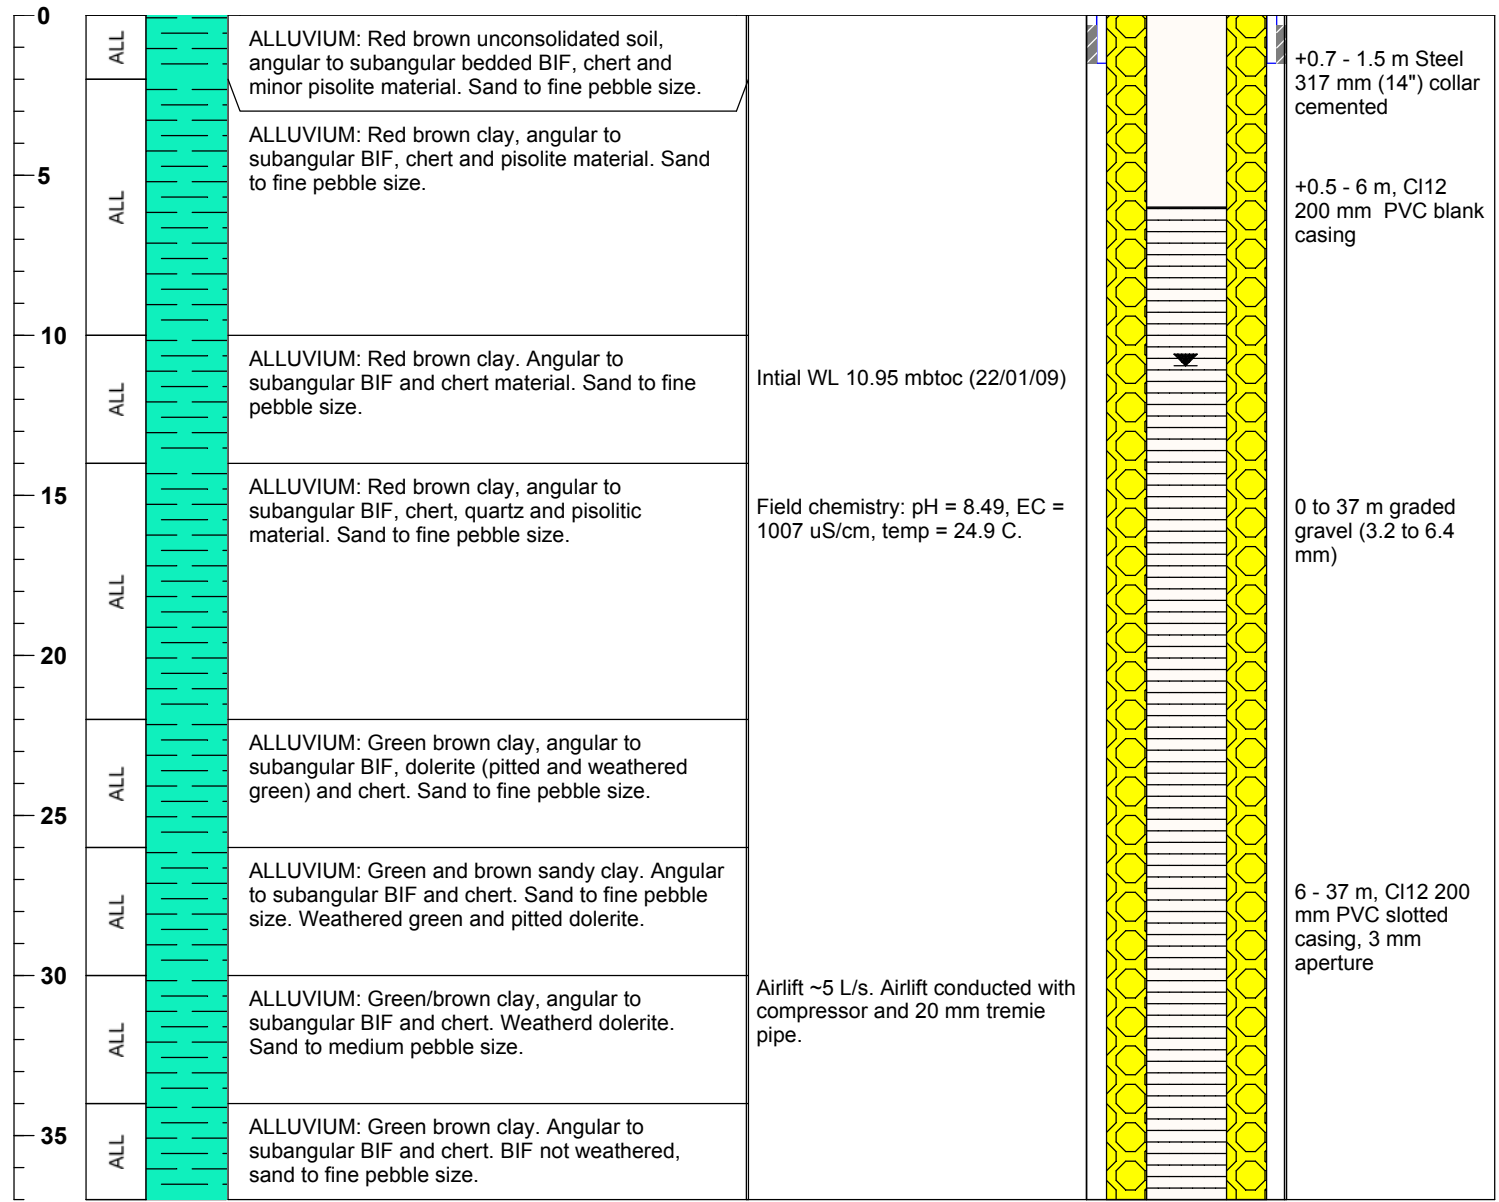 0
ALL
ALLUVIUM: Red brown unconsolidated soil,
angular to subangular bedded BIF, chert and
minor pisolite material. Sand to fine pebble size.
+0.7 - 1.5 m Steel
317 mm (14") collar
cemented
ALL
ALLUVIUM: Red brown clay, angular to
subangular BIF, chert and pisolite material. Sand
to fine pebble size.
5
+0.5 - 6 m, Cl12
200 mm PVC blank
casing
10
ALL
ALLUVIUM: Red brown clay. Angular to
subangular BIF and chert material. Sand to fine
pebble size.
Intial WL 10.95 mbtoc (22/01/09)
15
ALL
ALLUVIUM: Red brown clay, angular to
subangular BIF, chert, quartz and pisolitic
material. Sand to fine pebble size.
Field chemistry: pH = 8.49, EC =
1007 uS/cm, temp = 24.9 C.
0 to 37 m graded
gravel (3.2 to 6.4
mm)
20
ALL
ALLUVIUM: Green brown clay, angular to
subangular BIF, dolerite (pitted and weathered
green) and chert. Sand to fine pebble size.
25
ALL
ALLUVIUM: Green and brown sandy clay. Angular
to subangular BIF and chert. Sand to fine pebble
size. Weathered green and pitted dolerite.
6 - 37 m, Cl12 200
mm PVC slotted
casing, 3 mm
aperture
30
ALL
ALLUVIUM: Green/brown clay, angular to
subangular BIF and chert. Weatherd dolerite.
Sand to medium pebble size.
Airlift ~5 L/s. Airlift conducted with
compressor and 20 mm tremie
pipe.
35
ALL
ALLUVIUM: Green brown clay. Angular to
subangular BIF and chert. BIF not weathered,
sand to fine pebble size.